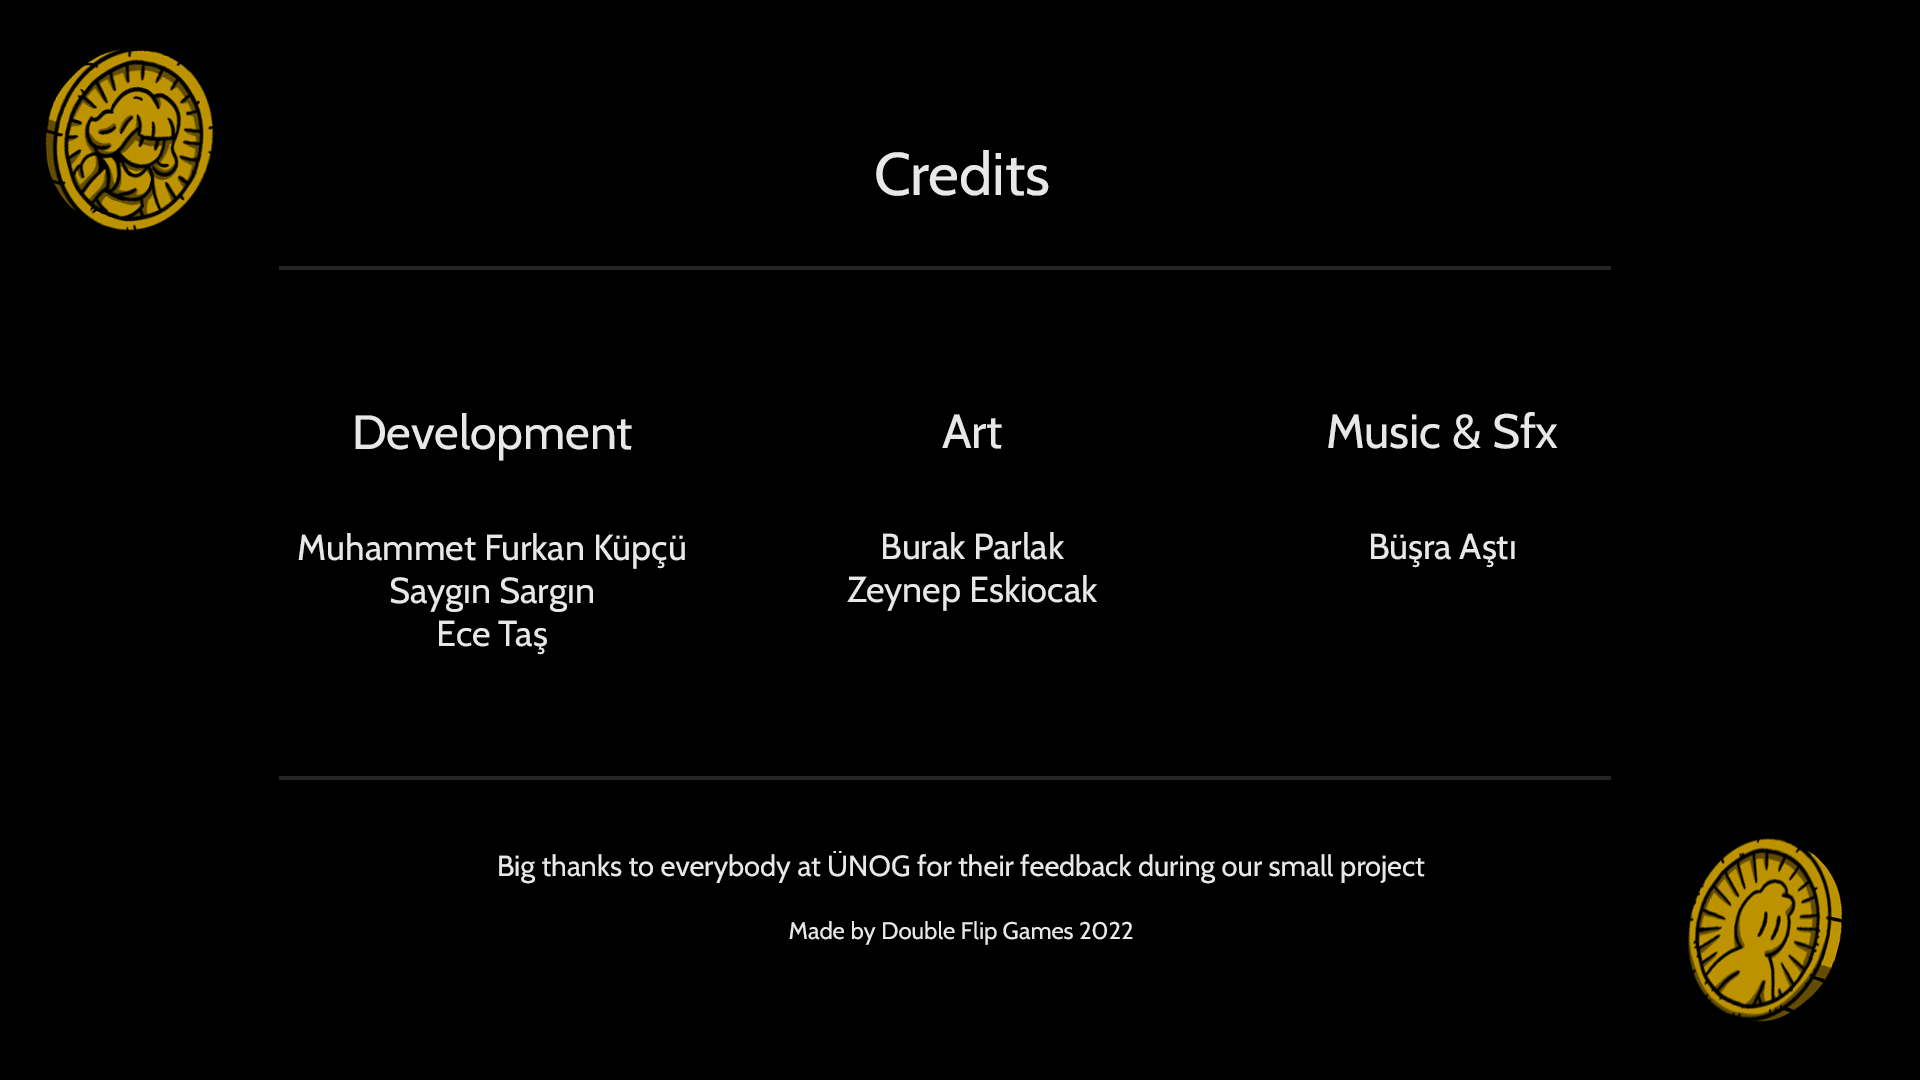 Credits
Development
Muhammet Furkan Küpçü
Saygın Sargın
Ece Taş
Art
Burak Parlak
Zeynep Eskiocak
Music & Sfx
Büşra Aştı
Big thanks to everybody at ÜNOG for their feedback during our small project
Made by Double Flip Games 2022